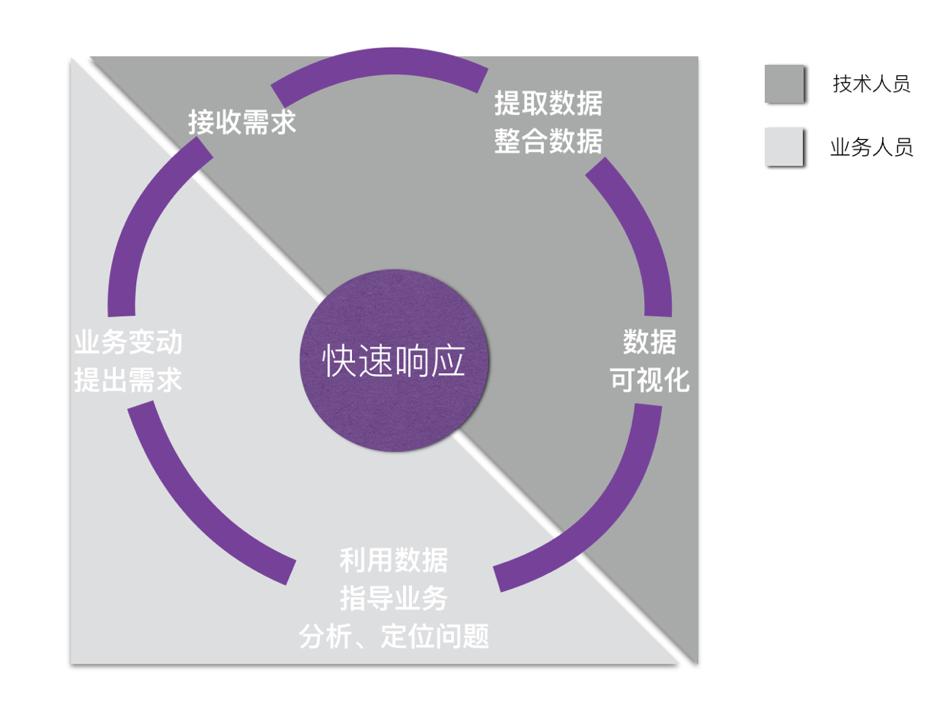 接收需求
提取数据
整合数据
业务变动
提出需求
快速响应
数据
可视化
利用数据
指导业务
分析、定位问题
技术人员
业务人员